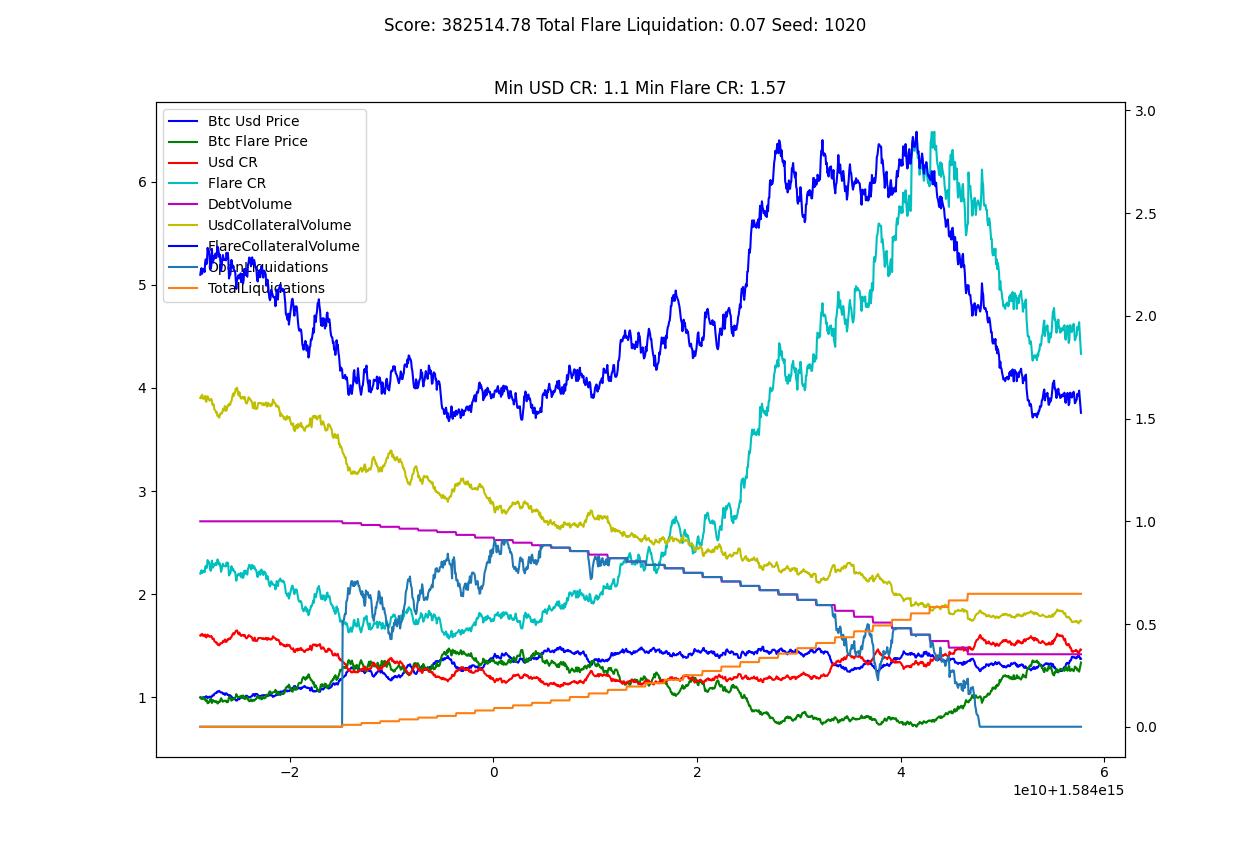 Score: 382514.78 Total Flare Liquidation: 0.07 Seed: 1020
Min USD CR: 1.1 Min Flare CR: 1.57
Btc Usd Price
Btc Flare Price
Usd CR
Flare CR
DebtVolume
UsdCollateralVolume
FlareCollateralVolume
OpenLiquidations
TotalLiquidations
6
5
4
3
2
1
3.0
2.5
2.0
1.5
1.0
0.5
0.0
−2
0
2
4
6
1e10+1.584e15